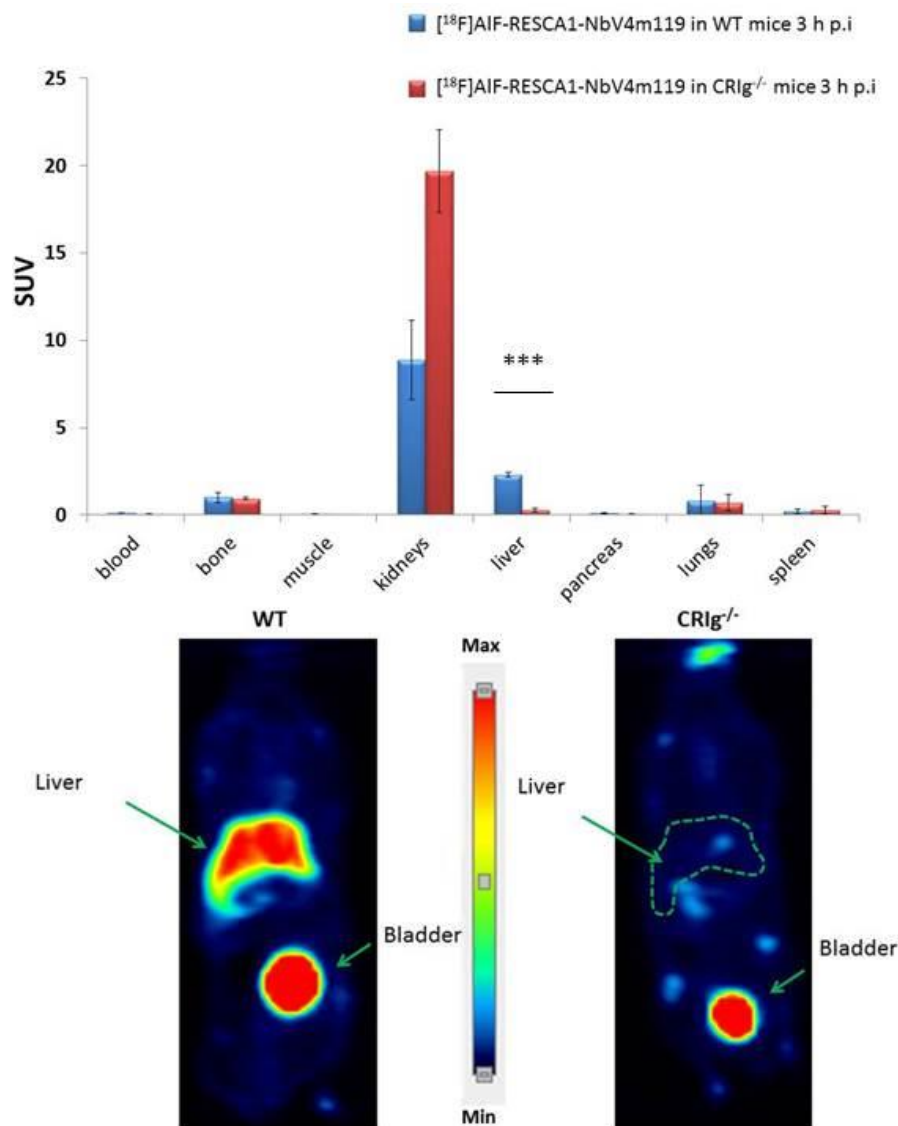 [¹⁸F]AlF-RESCA1-NbV4m119 in WT mice 3 h p.i
[¹⁸F]AlF-RESCA1-NbV4m119 in CRIg⁻/⁻ mice 3 h p.i
25
20
15
10
5
0
SUV
***
blood
bone
muscle
kidneys
liver
pancreas
lungs
spleen
WT
CRIg⁻/⁻
Max
Liver
Liver
Bladder
Bladder
Min